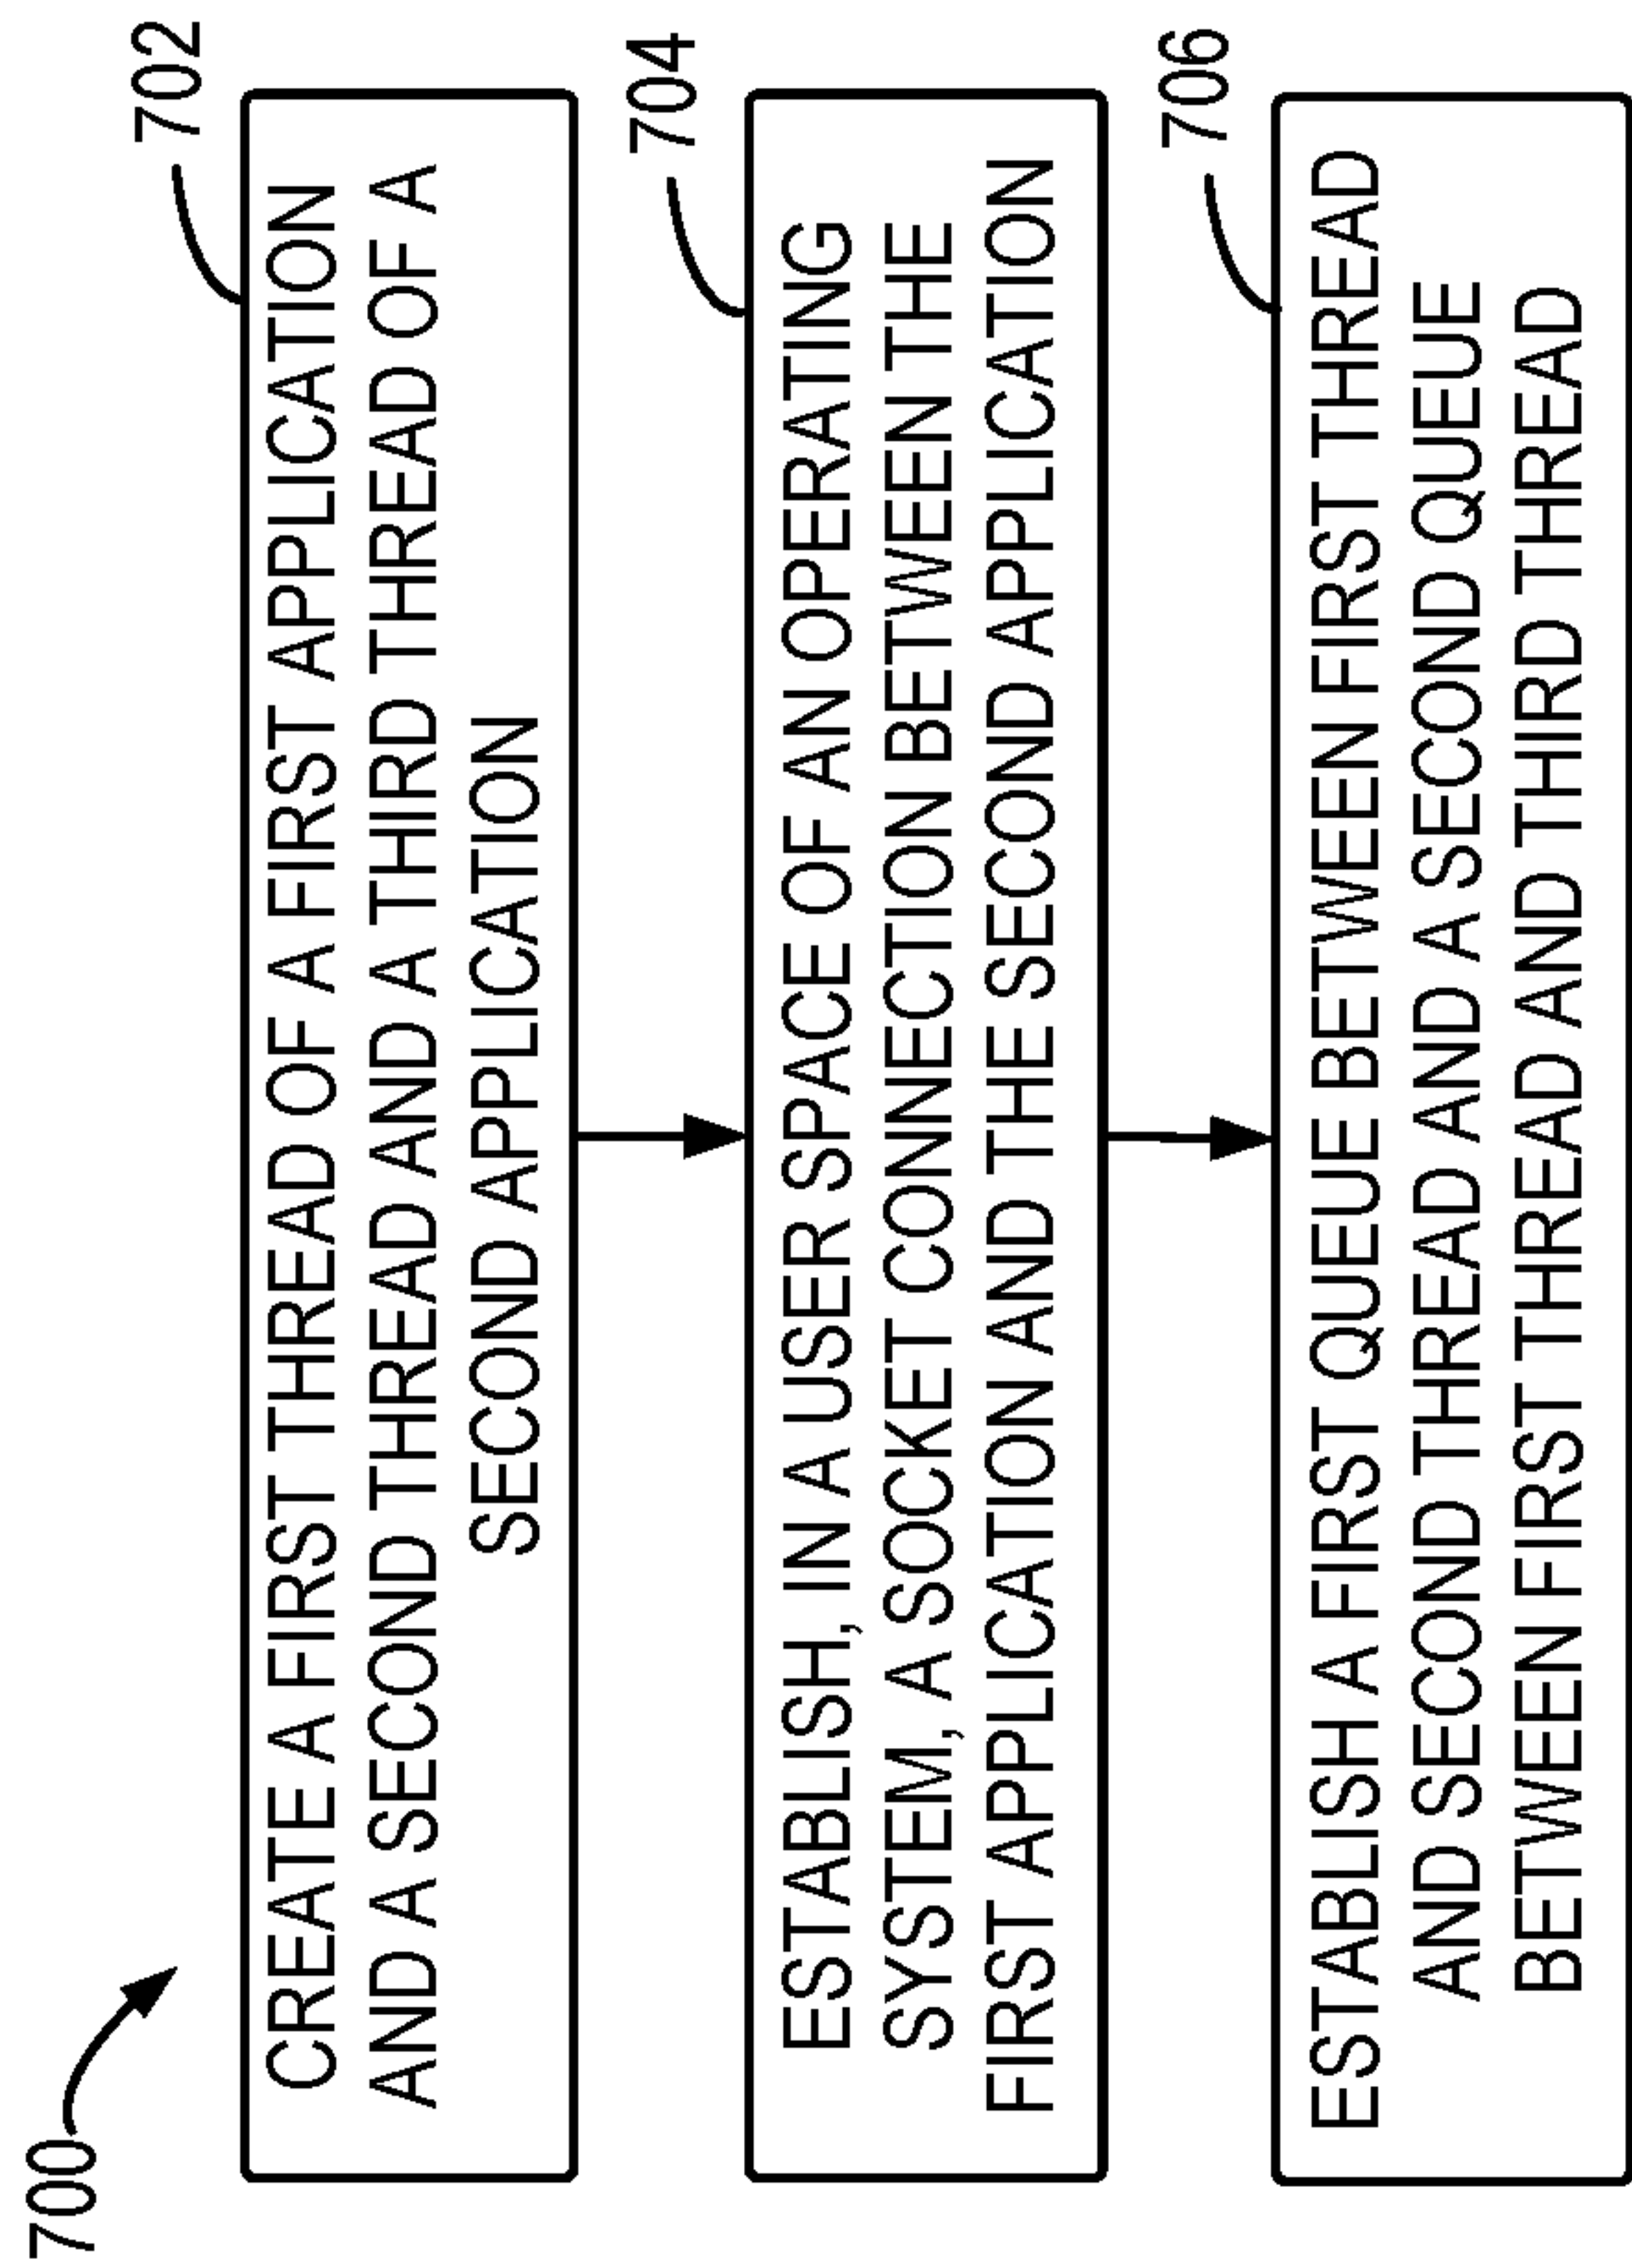 700
702
CREATE A FIRST THREAD OF A FIRST APPLICATION
AND A SECOND THREAD AND A THIRD THREAD OF A
SECOND APPLICATION
704
ESTABLISH, IN A USER SPACE OF AN OPERATING
SYSTEM, A SOCKET CONNECTION BETWEEN THE
FIRST APPLICATION AND THE SECOND APPLICATION
706
ESTABLISH A FIRST QUEUE BETWEEN FIRST THREAD
AND SECOND THREAD AND A SECOND QUEUE
BETWEEN FIRST THREAD AND THIRD THREAD